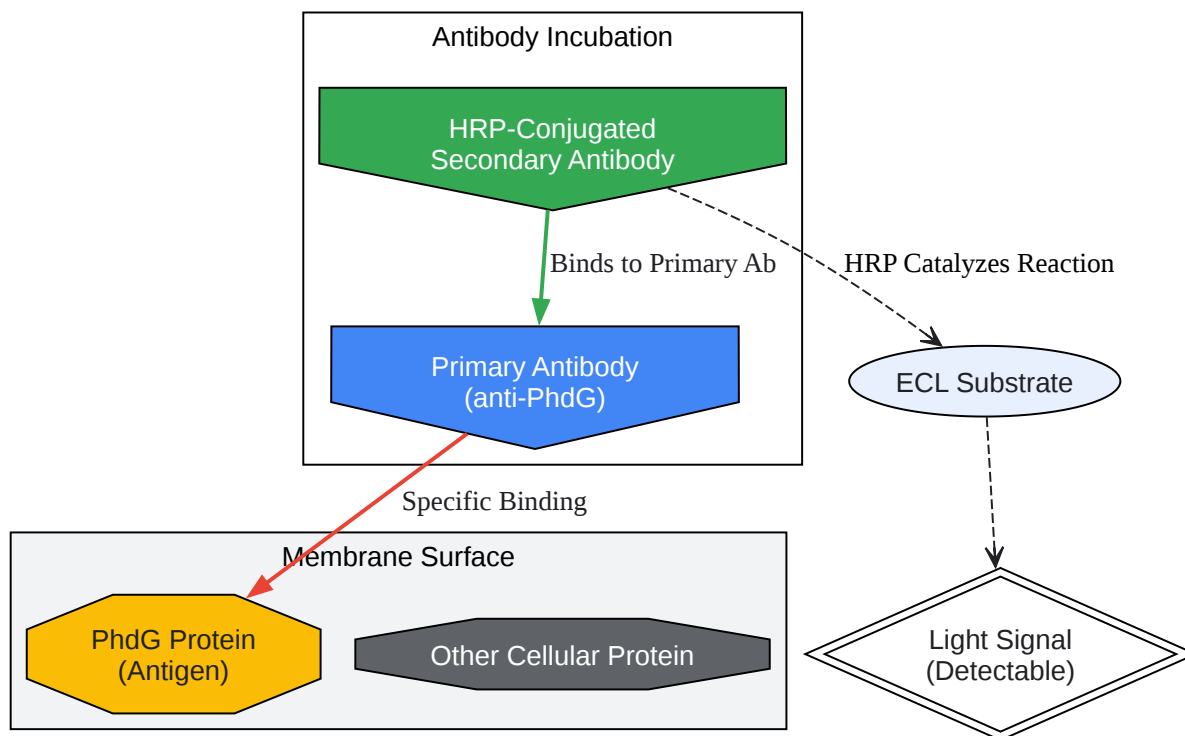 Antibody Incubation
HRP-Conjugated
Secondary Antibody
Binds to Primary Ab
HRP Catalyzes Reaction
Primary Antibody
(anti-PhdG)
ECL Substrate
Specific Binding
Membrane Surface
PhdG Protein
(Antigen)
Other Cellular Protein
Light Signal
(Detectable)